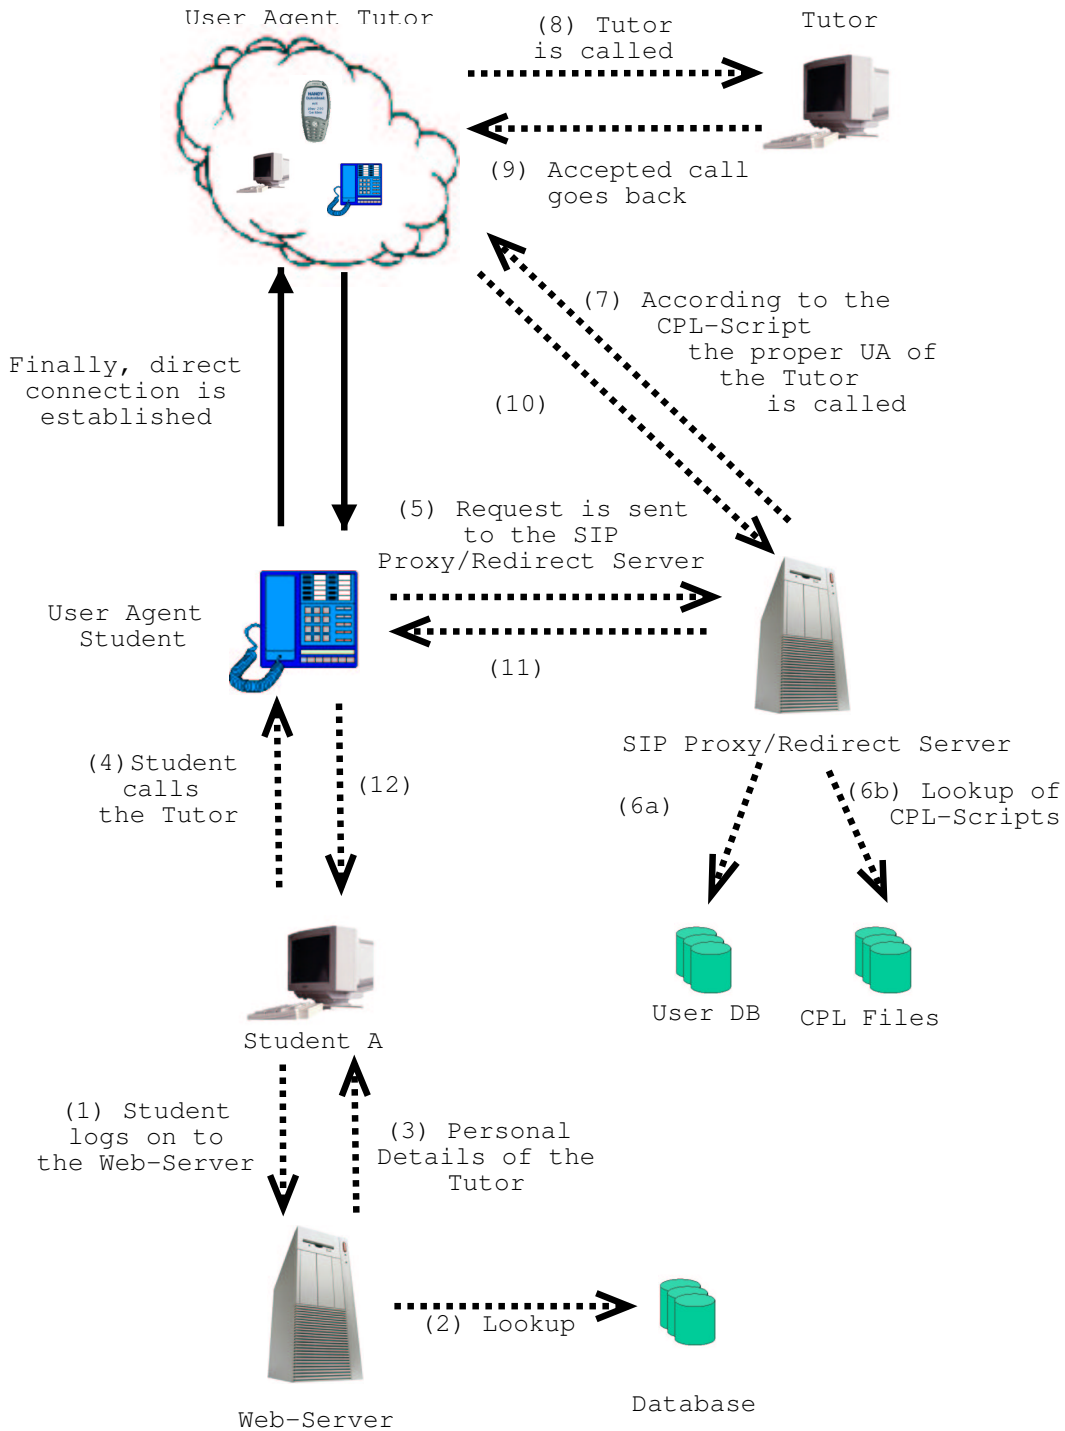 User Agent Tutor
(8) Tutor
is called
Tutor
(9) Accepted call
goes back
(7) According to the
CPL-Script
the proper UA of
the Tutor
is called
Finally, direct
connection is
established
(10)
(5) Request is sent
to the SIP
Proxy/Redirect Server
User Agent
Student
(11)
SIP Proxy/Redirect Server
(4)Student
calls
the Tutor
(12)
(6a)
(6b) Lookup of
CPL-Scripts
User DB
CPL Files
Student A
(1) Student
logs on to
the Web-Server
(3) Personal
Details of the
Tutor
(2) Lookup
Database
Web-Server